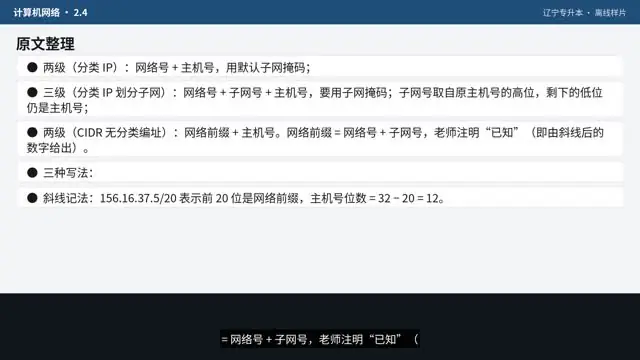 计算机网络 · 2.4
辽宁专升本 · 离线样片
原文整理
● 两级（分类 IP）：网络号 + 主机号，用默认子网掩码；
● 三级（分类 IP 划分子网）：网络号 + 子网号 + 主机号，要用子网掩码；子网号取自原主机号的高位，剩下的低位
仍是主机号；
● 两级（CIDR 无分类编址）：网络前缀 + 主机号。网络前缀 = 网络号 + 子网号，老师注明“已知”（即由斜线后的
数字给出）。
● 三种写法：
● 斜线记法：156.16.37.5/20 表示前 20 位是网络前缀，主机号位数 = 32 − 20 = 12。
= 网络号 + 子网号，老师注明“已知”（